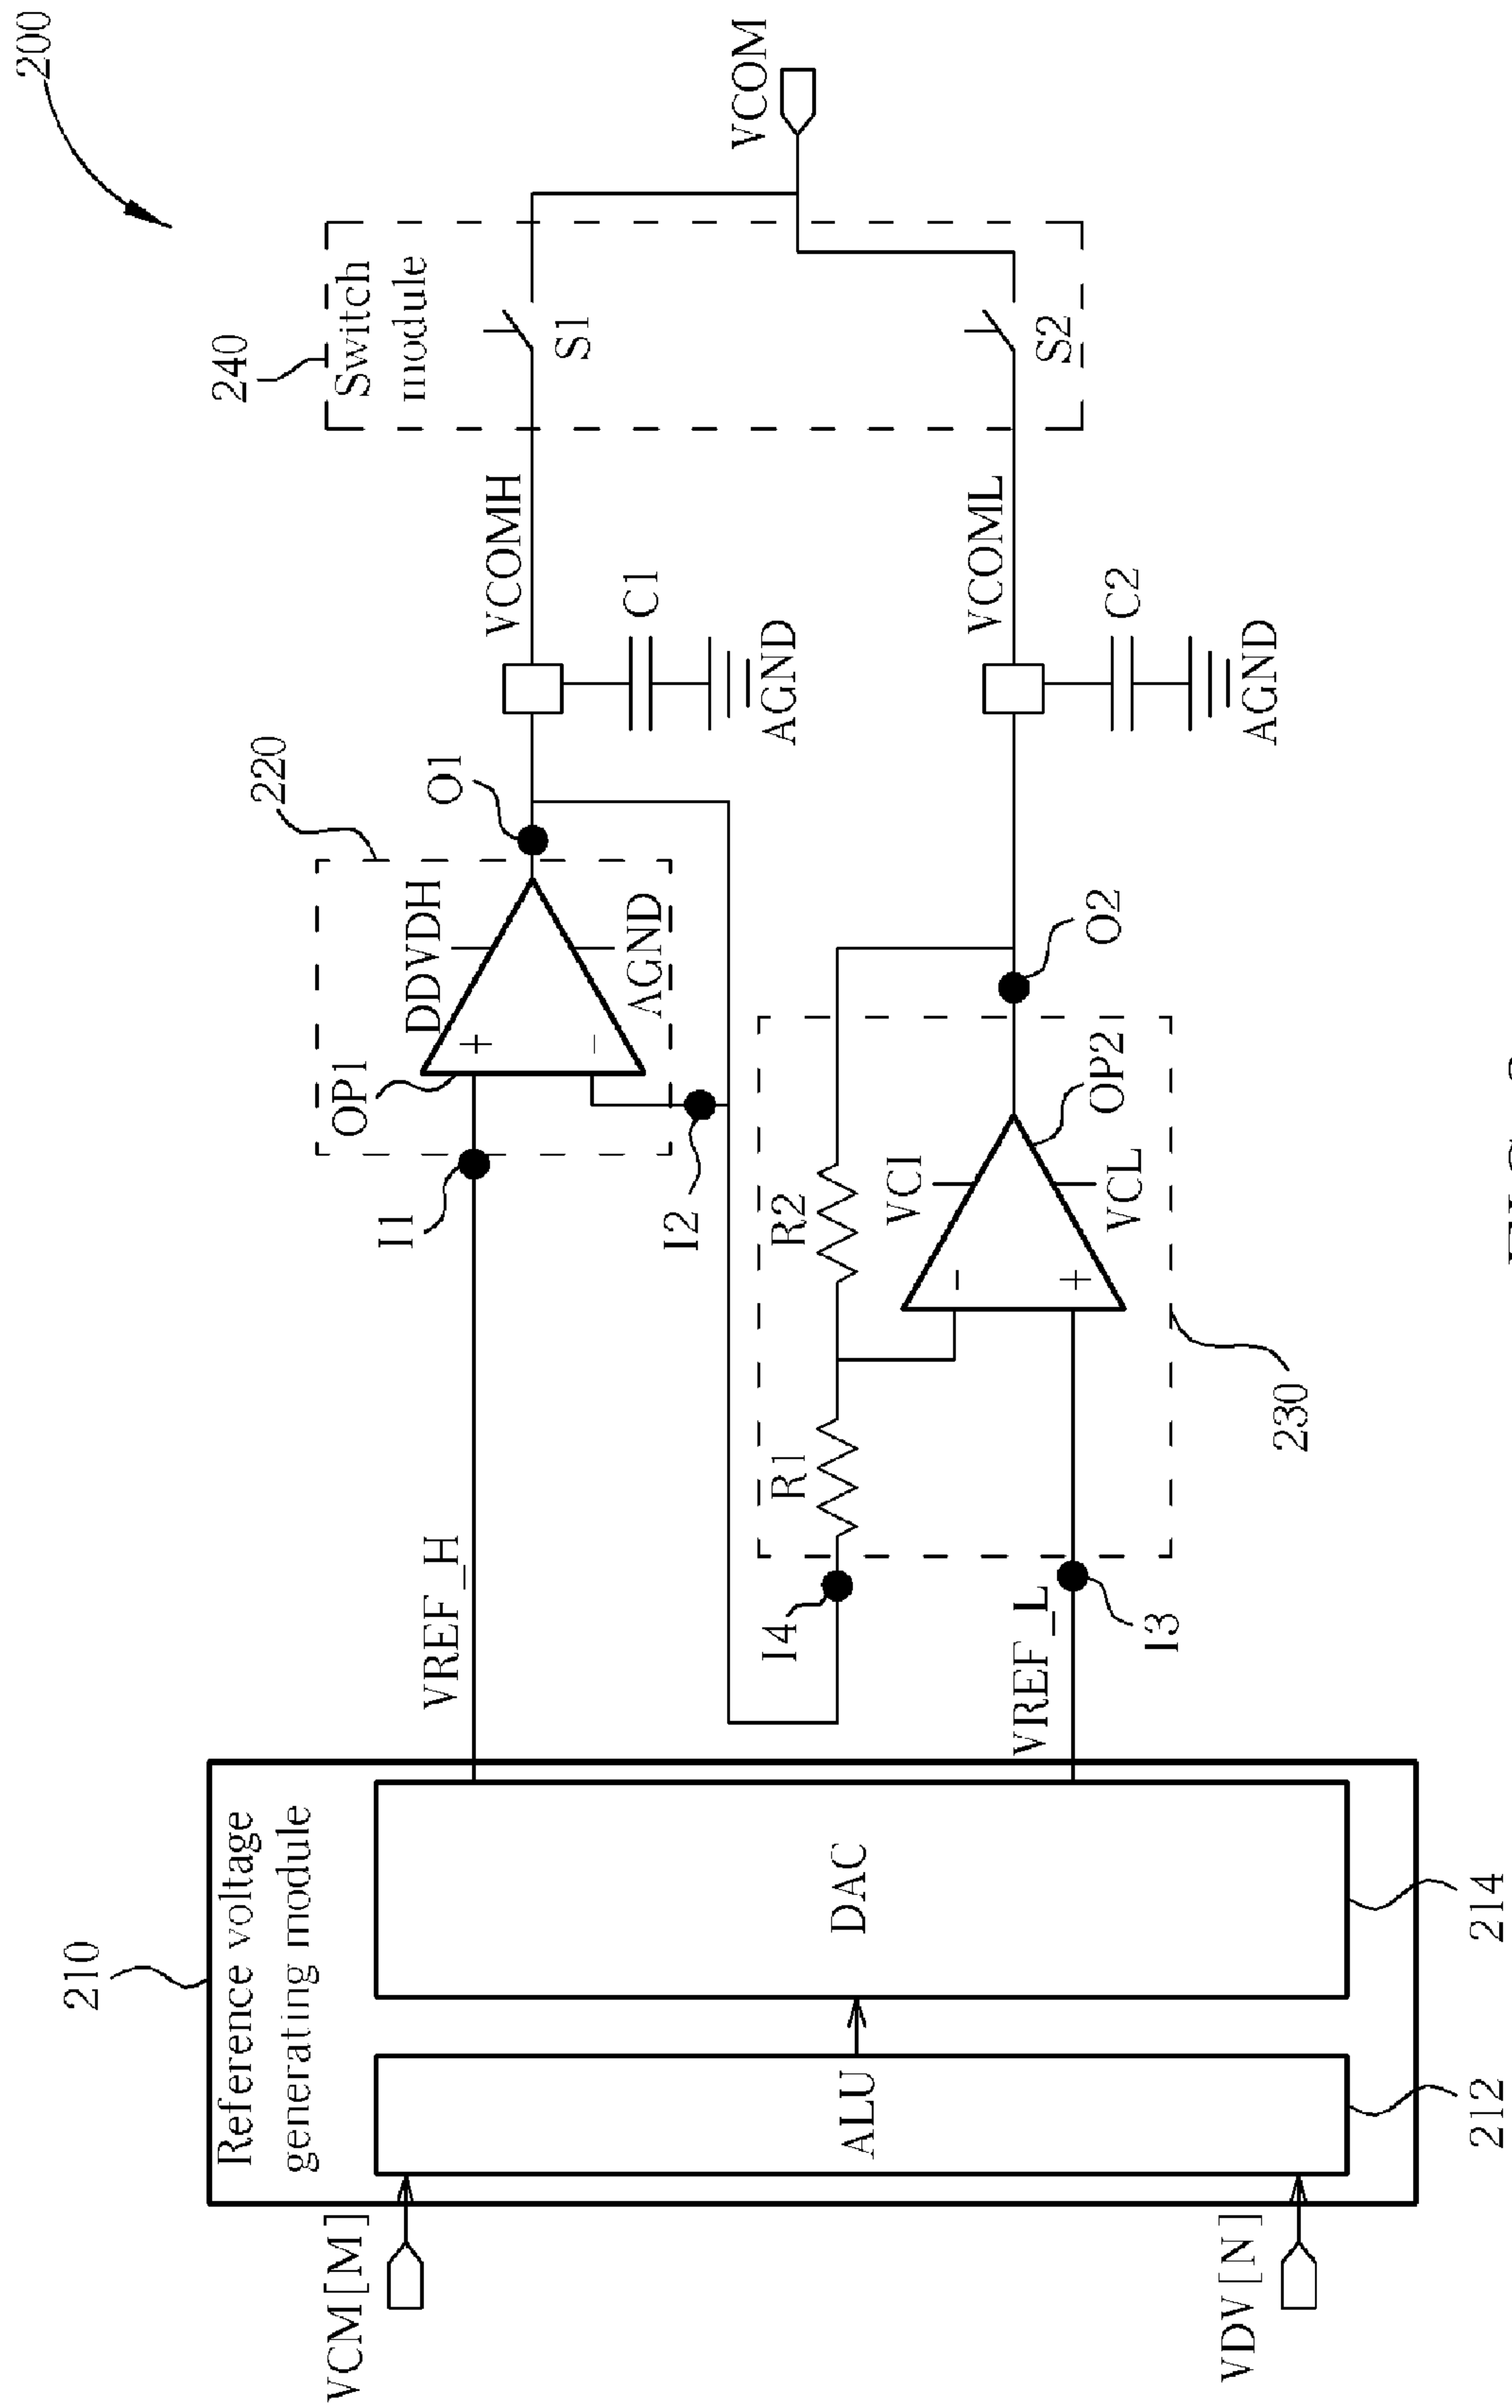 200
210
Reference voltage
generating module
VCM[M]
VDV[N]
ALU
212
DAC
214
VREF_H
VREF_L
I1
I2
I3
I4
220
OP1
DDVDH
AGND
+
-
O1
230
R1
R2
VCI
VCL
-
+
OP2
O2
VCOMH
C1
AGND
VCOML
C2
AGND
240
Switch
module
S1
S2
VCOM